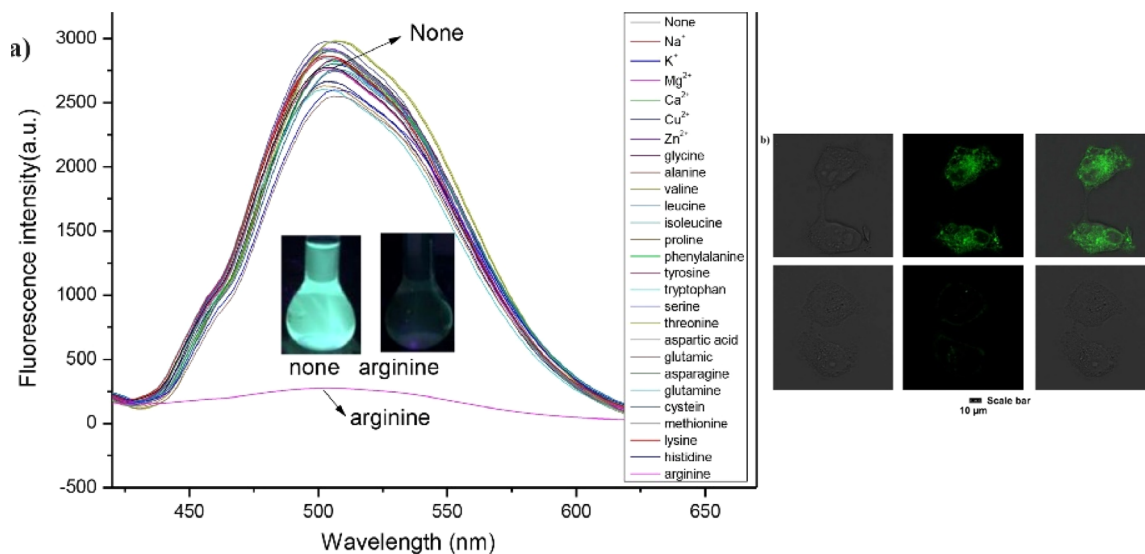 a)
Fluorescence intensity(a.u.)
3000
2500
2000
1500
1000
500
0
-500
450
500
550
600
650
Wavelength (nm)
None
none
arginine
arginine
None
Na+
K+
Mg2+
Ca2+
Cu2+
Zn2+
glycine
alanine
valine
leucine
isoleucine
proline
phenylalanine
tyrosine
tryptophan
serine
threonine
aspartic acid
glutamic
asparagine
glutamine
cystein
methionine
lysine
histidine
arginine
b)
Scale bar
10 µm